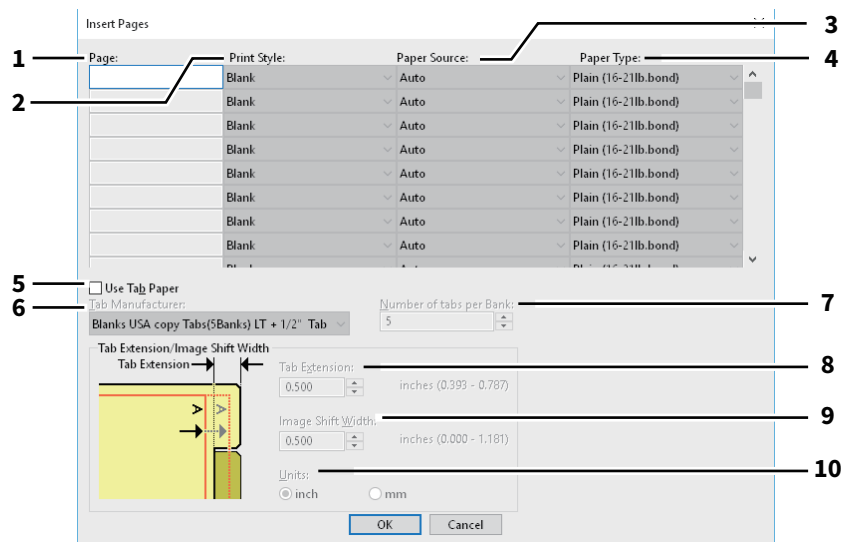 Insert Pages
3
1
Page:
Print Style:
Paper Source:
Paper Type:
4
2
Blank Auto Plain {16-21lb.bond}
Blank Auto Plain {16-21lb.bond}
Blank Auto Plain {16-21lb.bond}
Blank Auto Plain {16-21lb.bond}
Blank Auto Plain {16-21lb.bond}
Blank Auto Plain {16-21lb.bond}
Blank Auto Plain {16-21lb.bond}
Blank Auto Plain {16-21lb.bond}
5
Use Tab Paper
6
Tab Manufacturer:
Number of tabs per Bank:
7
Blanks USA copy Tabs{5Banks} LT + 1/2" Tab
5
Tab Extension/Image Shift Width
Tab Extension
Tab Extension:
8
0.500 inches (0.393 - 0.787)
A A
Image Shift Width:
9
0.500 inches (0.000 - 1.181)
Units:
10
inch mm
OK Cancel